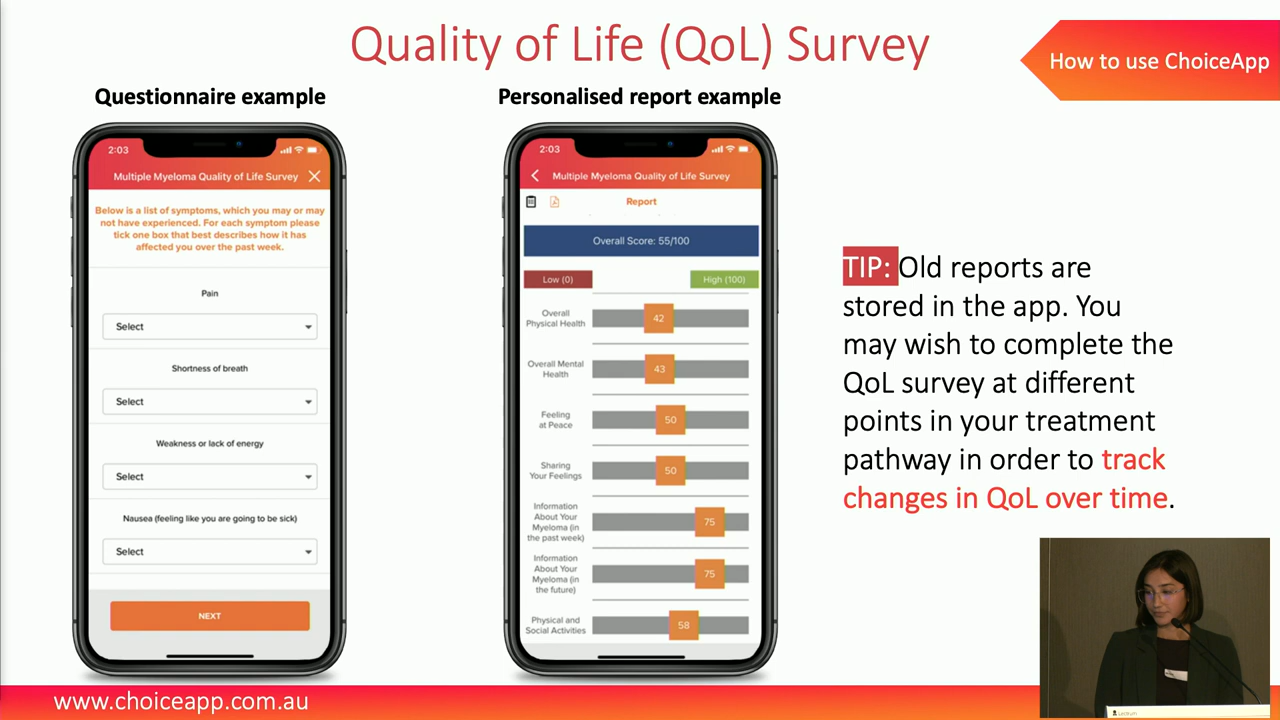 Quality of Life (QoL) Survey
How to use ChoiceApp
Questionnaire example
2:03
Multiple Myeloma Quality of Life Survey
Below is a list of symptoms, which you may or may
not have experienced. For each symptom please
tick one box that best describes how it has
affected you over the past week.
Pain
Select
Shortness of breath
Select
Weakness or lack of energy
Select
Nausea (feeling like you are going to be sick)
Select
NEXT
Personalised report example
2:03
Multiple Myeloma Quality of Life Survey
Report
Overall Score: 55/100
Low (0)
High (100)
Overall
Physical Health
42
Overall Mental
Health
43
Feeling
at Peace
50
Sharing
Your Feelings
50
Information
About Your
Myeloma (in
the past week)
75
Information
About Your
Myeloma (in
the future)
75
Physical and
Social Activities
58
TIP: Old reports are
stored in the app. You
may wish to complete the
QoL survey at different
points in your treatment
pathway in order to track
changes in QoL over time.
www.choiceapp.com.au